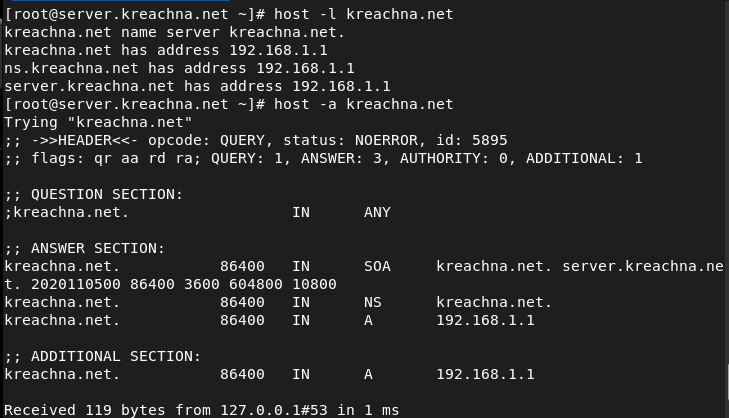 [root@server.kreachna.net ~]# host -l kreachna.net
kreachna.net name server kreachna.net.
kreachna.net has address 192.168.1.1
ns.kreachna.net has address 192.168.1.1
server.kreachna.net has address 192.168.1.1
[root@server.kreachna.net ~]# host -a kreachna.net
Trying "kreachna.net"
;; ->>HEADER<<- opcode: QUERY, status: NOERROR, id: 5895
;; flags: qr aa rd ra; QUERY: 1, ANSWER: 3, AUTHORITY: 0, ADDITIONAL: 1

;; QUESTION SECTION:
;kreachna.net.                  IN      ANY

;; ANSWER SECTION:
kreachna.net.           86400   IN      SOA     kreachna.net. server.kreachna.ne
t. 2020110500 86400 3600 604800 10800
kreachna.net.           86400   IN      NS      kreachna.net.
kreachna.net.           86400   IN      A       192.168.1.1

;; ADDITIONAL SECTION:
kreachna.net.           86400   IN      A       192.168.1.1

Received 119 bytes from 127.0.0.1#53 in 1 ms